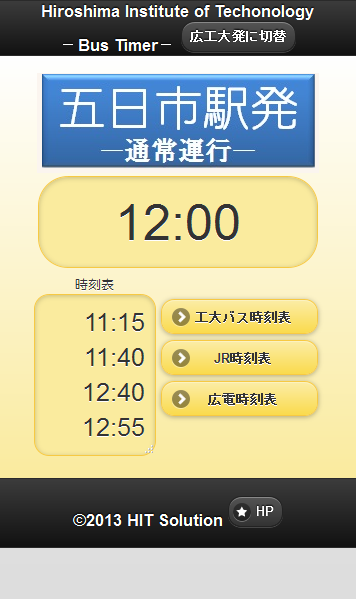 Hiroshima Institute of Techonology
－ Bus Timer－ 広工大発に切替
五日市駅発
―通常運行―
12:00
時刻表
11:15
11:40
12:40
12:55
工大バス時刻表
JR時刻表
広電時刻表
©2013 HIT Solution HP